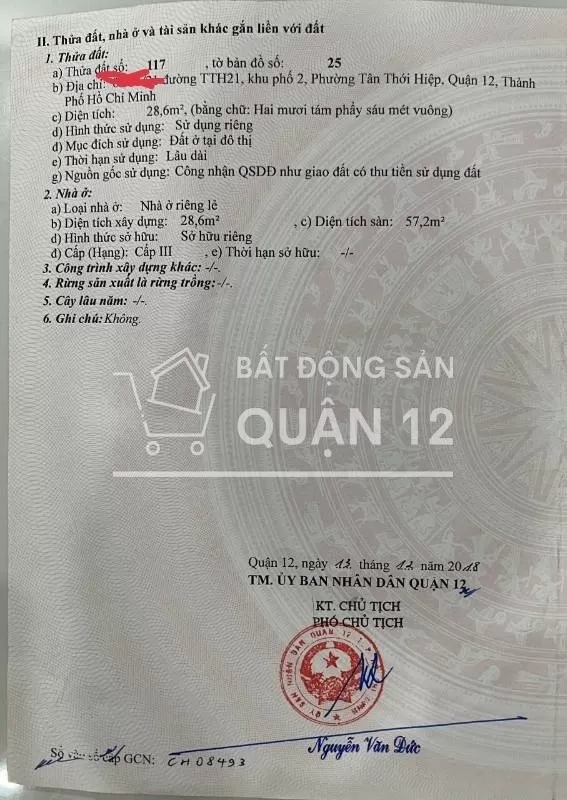 II. Thửa đất, nhà ở và tài sản khác gắn liền với đất
1. Thửa đất:
a) Thửa đất số: 117 , tờ bản đồ số: 25
b) Địa chỉ: đường TTH21, khu phố 2, Phường Tân Thới Hiệp, Quận 12, Thành
Phố Hồ Chí Minh
c) Diện tích: 28,6m², (bằng chữ: Hai mươi tám phẩy sáu mét vuông)
d) Hình thức sử dụng: Sử dụng riêng
đ) Mục đích sử dụng: Đất ở tại đô thị
e) Thời hạn sử dụng: Lâu dài
g) Nguồn gốc sử dụng: Công nhận QSDĐ như giao đất có thu tiền sử dụng đất
2. Nhà ở:
a) Loại nhà ở: Nhà ở riêng lẻ
b) Diện tích xây dựng: 28,6m² , c) Diện tích sàn: 57,2m²
d) Hình thức sở hữu: Sở hữu riêng
đ) Cấp (Hạng): Cấp III , e) Thời hạn sở hữu: -/-
3. Công trình xây dựng khác: -/-.
4. Rừng sản xuất là rừng trồng:-/-.
5. Cây lâu năm: -/-.
6. Ghi chú:Không.
BẤT ĐỘNG SẢN
QUẬN 12
Quận 12, ngày 13 tháng 12 năm 2018
TM. ỦY BAN NHÂN DÂN QUẬN 12
KT. CHỦ TỊCH
PHÓ CHỦ TỊCH
Nguyễn Văn Đức
Số vào sổ cấp GCN: CH08493